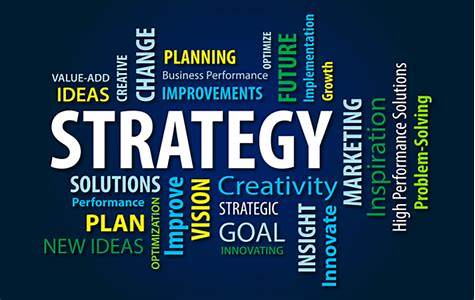 VALUE-ADD
IDEAS
CREATIVE
CHANGE
PLANNING
Business Performance
IMPROVEMENTS
OPTIMIZE
FUTURE
Implementation
Growth
STRATEGY
MARKETING
Inspiration
High Performance Solutions
Problem-Solving
SOLUTIONS
Performance
PLAN
NEW IDEAS
OPTIMIZATION
Improve
VISION
Creativity
STRATEGIC
GOAL
INNOVATING
INSIGHT
Innovate